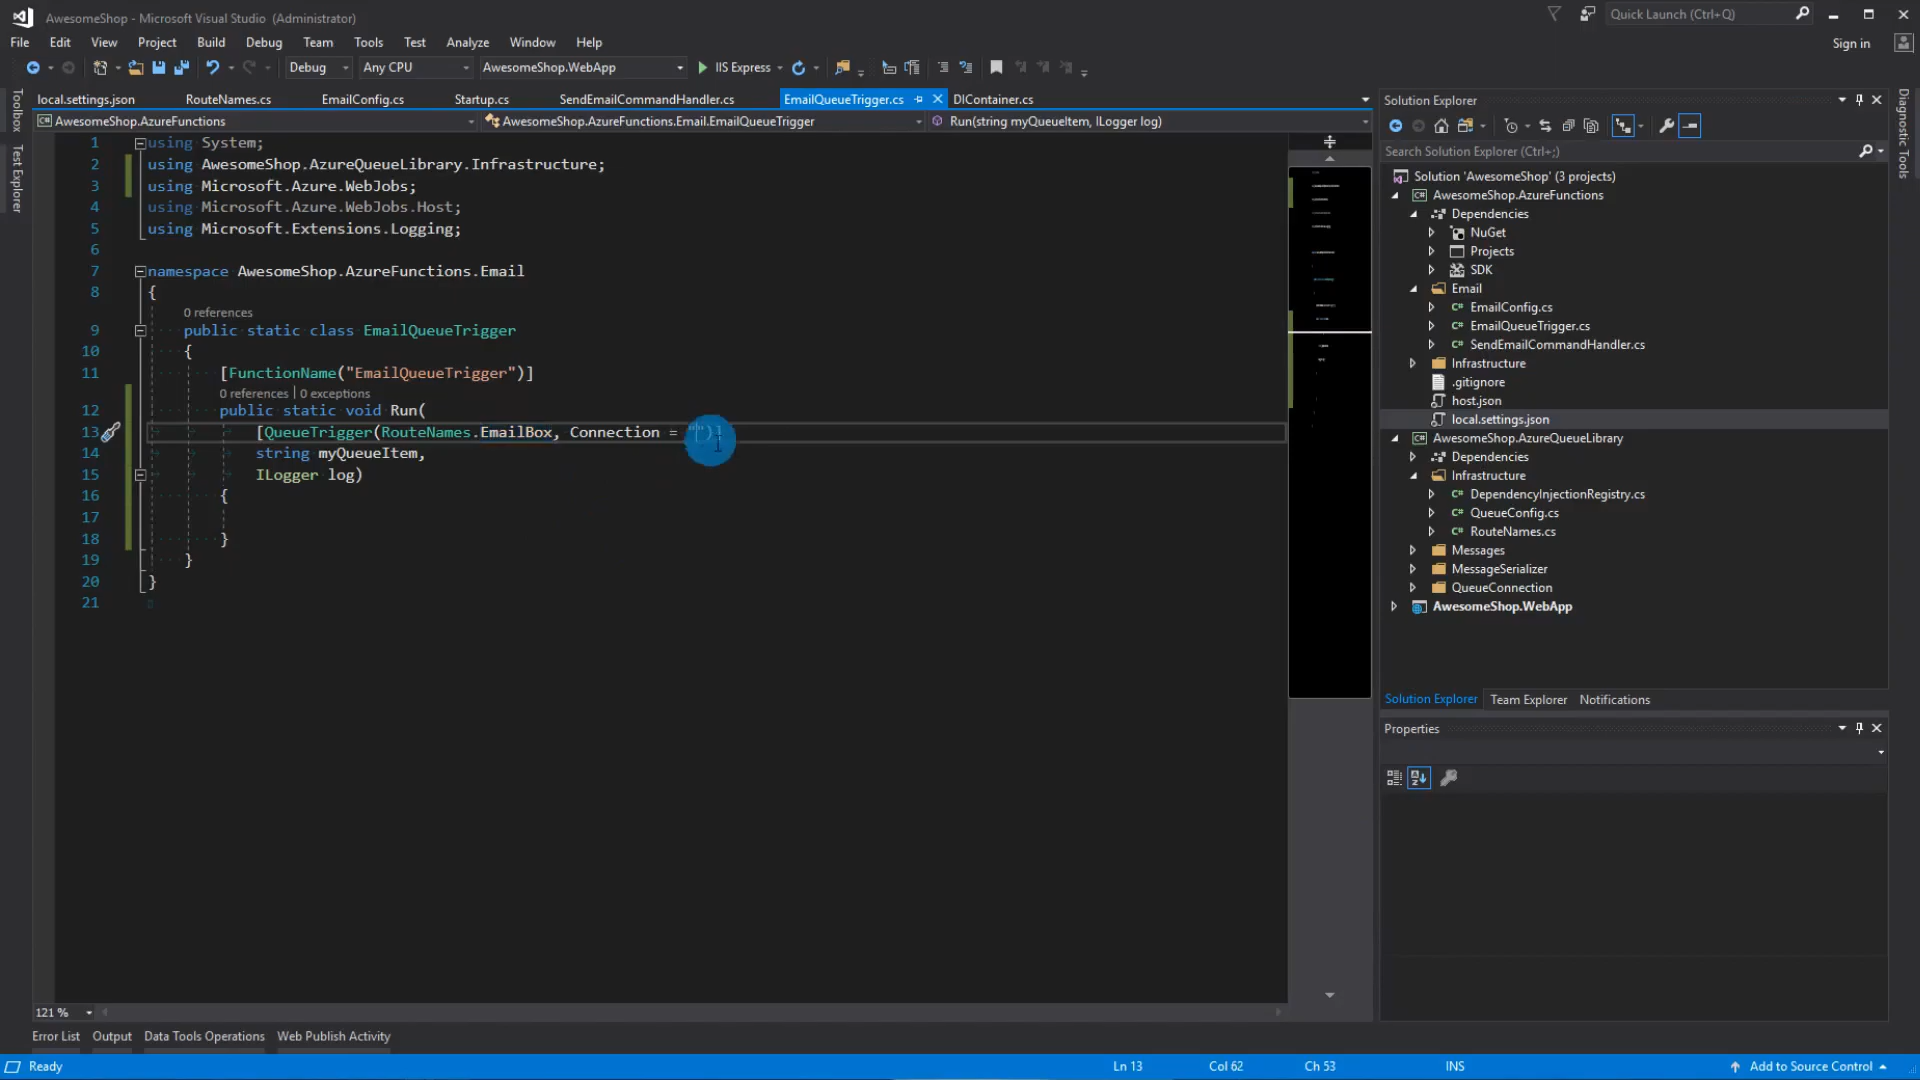 AwesomeShop - Microsoft Visual Studio (Administrator)
Quick Launch (Ctrl+Q)
File Edit View Project Build Debug Team Tools Test Analyze Window Help
Sign in
Debug Any CPU AwesomeShop.WebApp IIS Express
Toolbox
Test Explorer
local.settings.json RouteNames.cs EmailConfig.cs Startup.cs SendEmailCommandHandler.cs EmailQueueTrigger.cs DIContainer.cs
AwesomeShop.AzureFunctions AwesomeShop.AzureFunctions.Email.EmailQueueTrigger Run(string myQueueItem, ILogger log)
1 using System;
2 using AwesomeShop.AzureQueueLibrary.Infrastructure;
3 using Microsoft.Azure.WebJobs;
4 using Microsoft.Azure.WebJobs.Host;
5 using Microsoft.Extensions.Logging;
6
7 namespace AwesomeShop.AzureFunctions.Email
8 {
0 references
9 public static class EmailQueueTrigger
10 {
11 [FunctionName("EmailQueueTrigger")]
0 references | 0 exceptions
12 public static void Run(
13 [QueueTrigger(RouteNames.EmailBox, Connection = "")]
14 string myQueueItem,
15 ILogger log)
16 {
17
18 }
19 }
20 }
21
121 %
Solution Explorer
Search Solution Explorer (Ctrl+;)
Solution 'AwesomeShop' (3 projects)
AwesomeShop.AzureFunctions
Dependencies
NuGet
Projects
SDK
Email
C# EmailConfig.cs
C# EmailQueueTrigger.cs
C# SendEmailCommandHandler.cs
Infrastructure
.gitignore
host.json
local.settings.json
AwesomeShop.AzureQueueLibrary
Dependencies
Infrastructure
C# DependencyInjectionRegistry.cs
C# QueueConfig.cs
C# RouteNames.cs
Messages
MessageSerializer
QueueConnection
AwesomeShop.WebApp
Solution Explorer Team Explorer Notifications
Properties
Diagnostic Tools
Error List Output Data Tools Operations Web Publish Activity
Ready Ln 13 Col 62 Ch 53 INS Add to Source Control